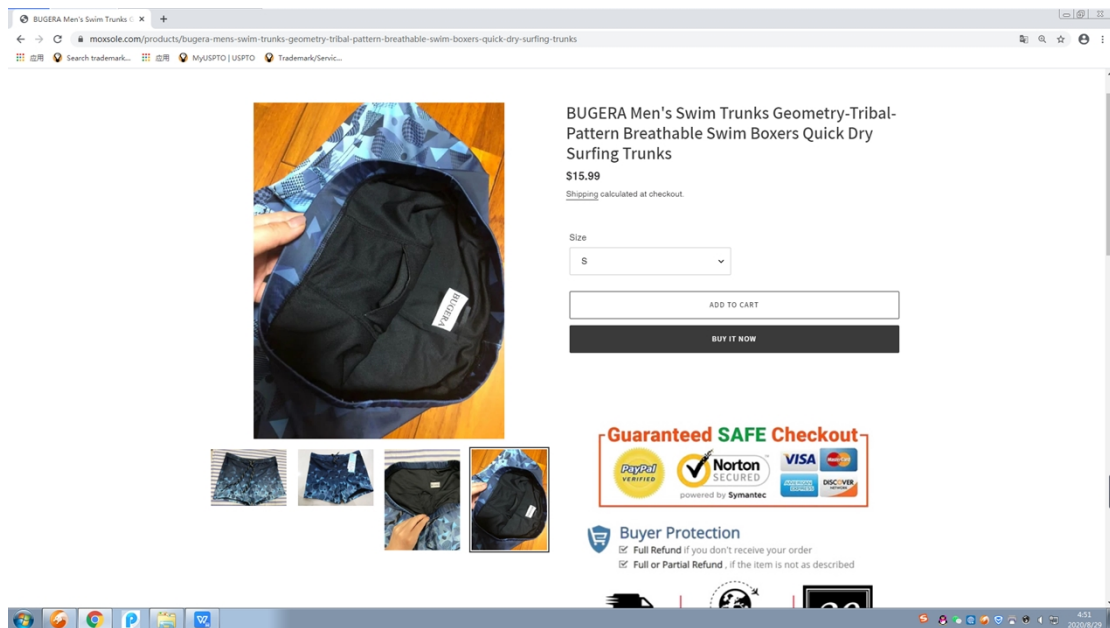 BUGERA Men's Swim Trunks G
moxsole.com/products/bugera-mens-swim-trunks-geometry-tribal-pattern-breathable-swim-boxers-quick-dry-surfing-trunks
应用 Search trademark... 应用 MyUSPTO | USPTO Trademark/Servic...
BUGERA
BUGERA Men's Swim Trunks Geometry-Tribal-
Pattern Breathable Swim Boxers Quick Dry
Surfing Trunks
$15.99
Shipping calculated at checkout.
Size
S
ADD TO CART
BUY IT NOW
Guaranteed SAFE Checkout
PayPal
VERIFIED
Norton
SECURED
powered by Symantec
VISA MasterCard
AMERICAN
EXPRESS
DISCOVER
NETWORK
Buyer Protection
Full Refund if you don't receive your order
Full or Partial Refund , if the item is not as described
4:51
2020/8/29